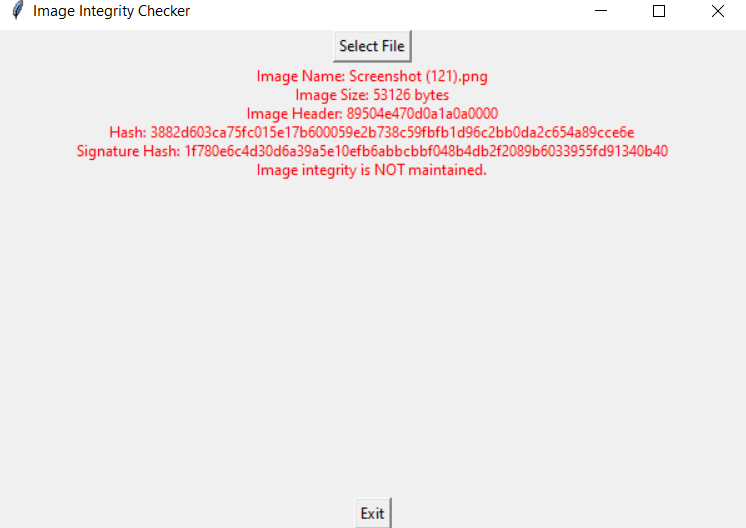 Image Integrity Checker
Select File
Image Name: Screenshot (121).png
Image Size: 53126 bytes
Image Header: 89504e470d0a1a0a0000
Hash: 3882d603ca75fc015e17b600059e2b738c59fbfb1d96c2bb0da2c654a89cce6e
Signature Hash: 1f780e6c4d30d6a39a5e10efb6abbcbbf048b4db2f2089b6033955fd91340b40
Image integrity is NOT maintained.
Exit